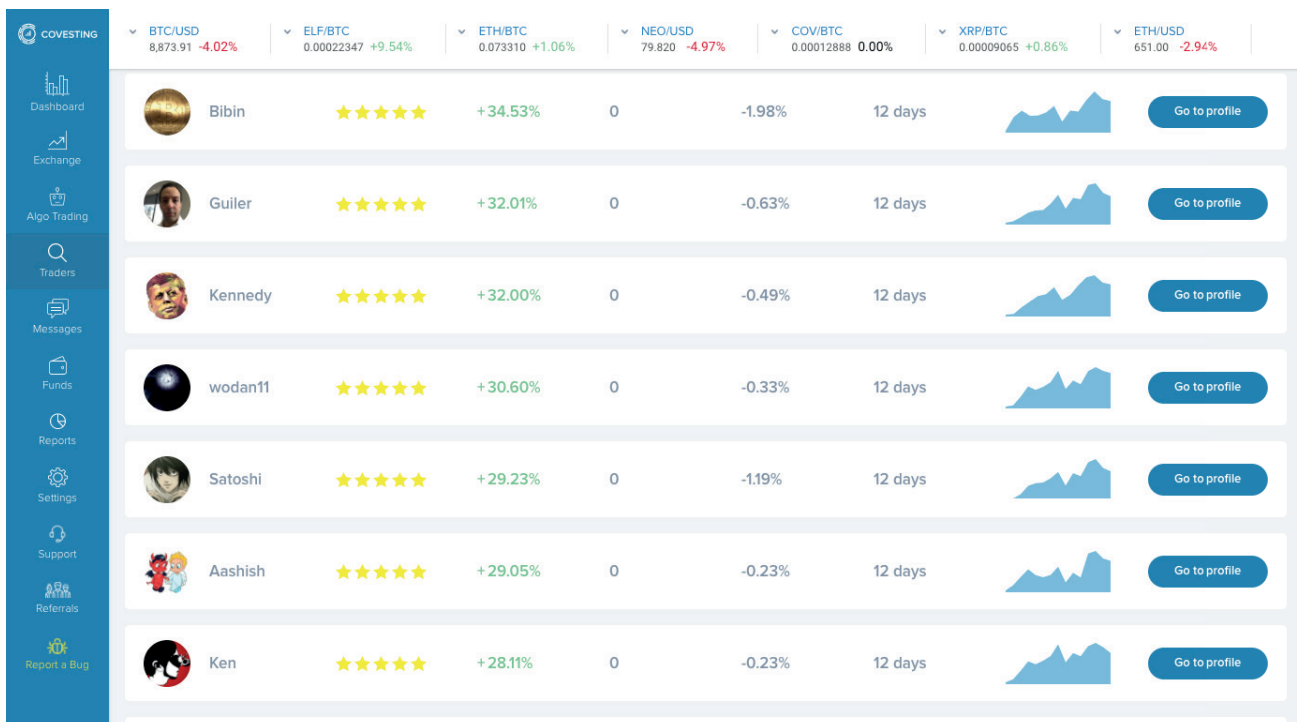 COVESTING
BTC/USD
8,873.91 -4.02%
ELF/BTC
0.00022347 +9.54%
ETH/BTC
0.073310 +1.06%
NEO/USD
79.820 -4.97%
COV/BTC
0.00012888 0.00%
XRP/BTC
0.00009065 +0.86%
ETH/USD
651.00 -2.94%
Dashboard
Exchange
Algo Trading
Traders
Messages
Funds
Reports
Settings
Support
Referrals
Report a Bug
Bibin +34.53% 0 -1.98% 12 days Go to profile
Guiler +32.01% 0 -0.63% 12 days Go to profile
Kennedy +32.00% 0 -0.49% 12 days Go to profile
wodan11 +30.60% 0 -0.33% 12 days Go to profile
Satoshi +29.23% 0 -1.19% 12 days Go to profile
Aashish +29.05% 0 -0.23% 12 days Go to profile
Ken +28.11% 0 -0.23% 12 days Go to profile